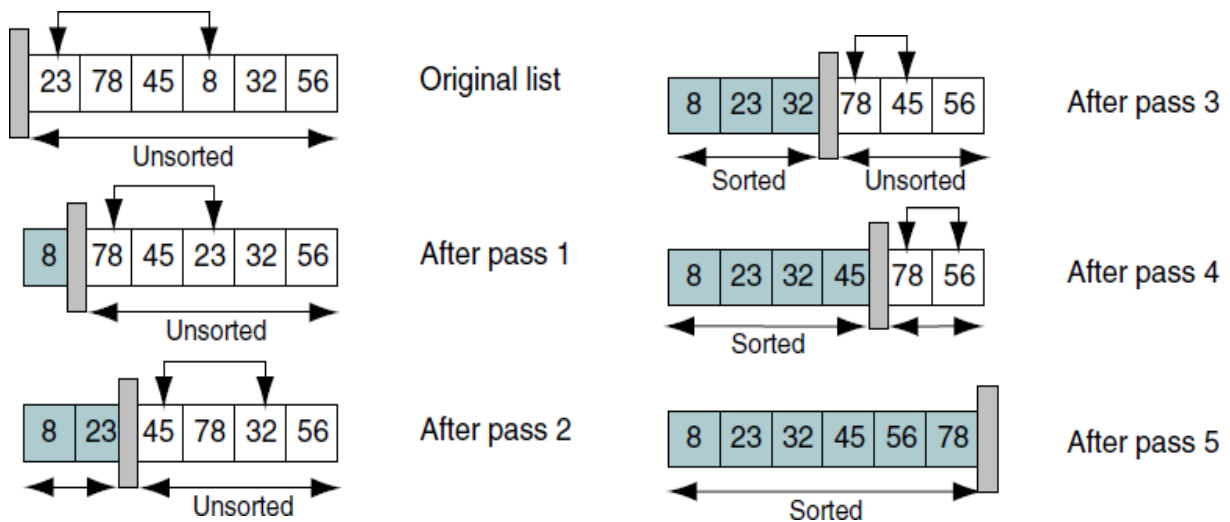 23 78 45 8 32 56
Original list
Unsorted
8 78 45 23 32 56
After pass 1
Unsorted
8 23 45 78 32 56
After pass 2
Unsorted
8 23 32 78 45 56
After pass 3
Sorted Unsorted
8 23 32 45 78 56
After pass 4
Sorted
8 23 32 45 56 78
After pass 5
Sorted